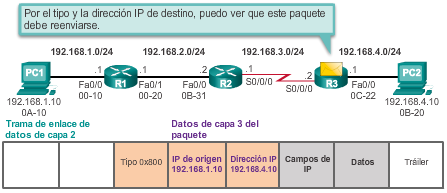 Por el tipo y la dirección IP de destino, puedo ver que este paquete
debe reenviarse.
192.168.1.0/24
192.168.2.0/24
192.168.3.0/24
192.168.4.0/24
PC1
.1
R1
.1
.2
R2
.1
.2
R3
.1
PC2
Fa0/0
00-10
Fa0/1
00-20
Fa0/0
0B-31
S0/0/0
S0/0/0
Fa0/0
0C-22
192.168.1.10
0A-10
192.168.4.10
0B-20
Trama de enlace de
datos de capa 2
Datos de capa 3 del
paquete
Tipo 0x800
IP de origen
192.168.1.10
Dirección IP
192.168.4.10
Campos de
IP
Datos
Tráiler